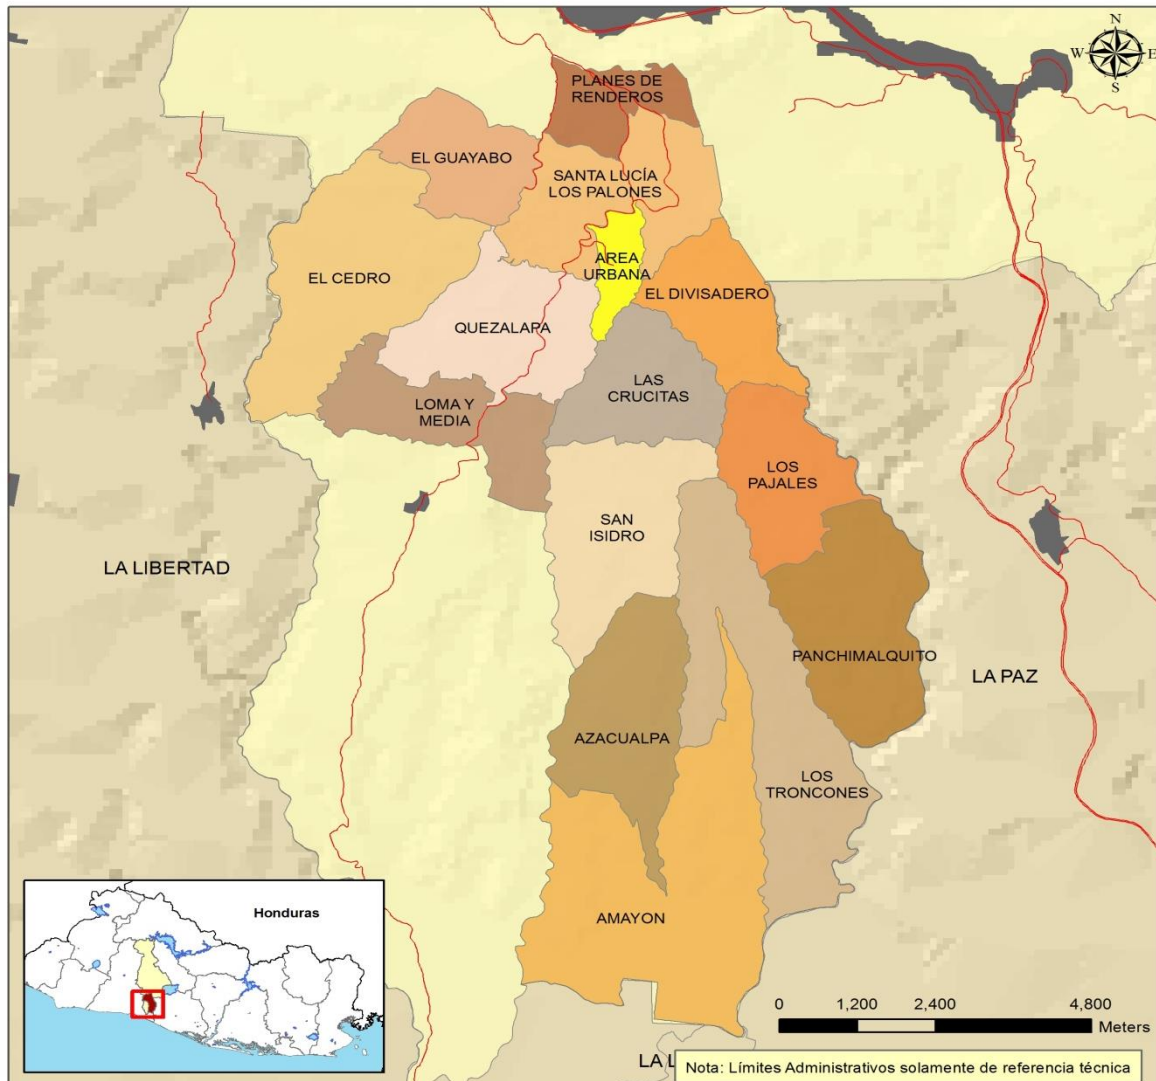 N
W E
S
PLANES DE
RENDEROS
EL GUAYABO
SANTA LUCÍA
LOS PALONES
AREA
URBANA
EL CEDRO
EL DIVISADERO
QUEZALAPA
LAS
CRUCITAS
LOMA Y
MEDIA
LOS
PAJALES
SAN
ISIDRO
LA LIBERTAD
PANCHIMALQUITO
LA PAZ
AZACUALPA
LOS
TRONCONES
AMAYON
Honduras
0 1,200 2,400 4,800
Meters
LA L
Nota: Límites Administrativos solamente de referencia técnica